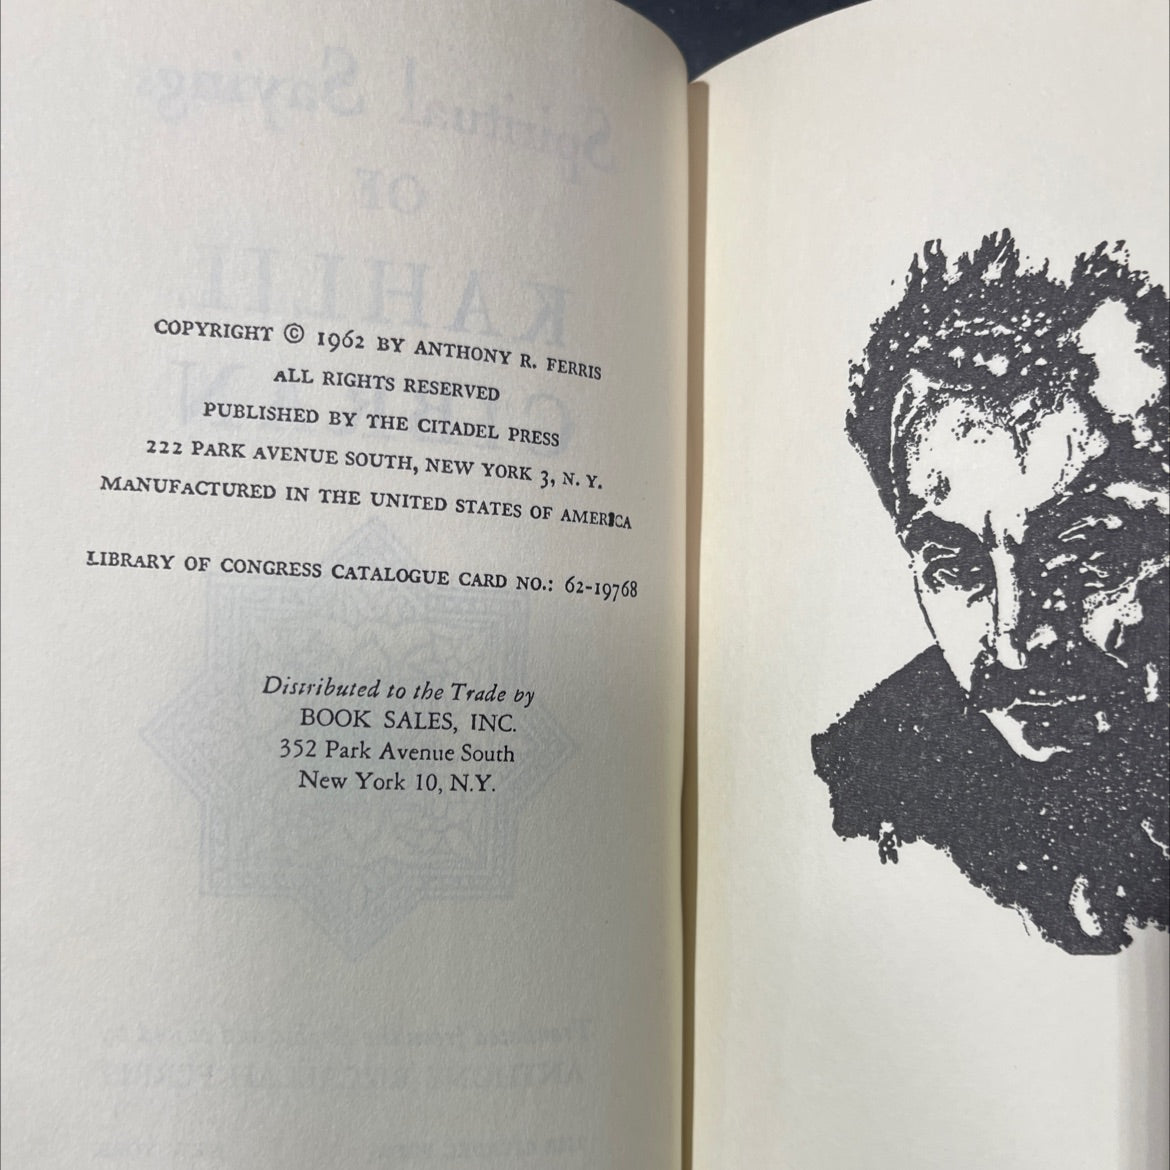 COPYRIGHT © 1962 BY ANTHONY R. FERRIS
ALL RIGHTS RESERVED
PUBLISHED BY THE CITADEL PRESS
222 PARK AVENUE SOUTH, NEW YORK 3, N. Y.
MANUFACTURED IN THE UNITED STATES OF AMERICA
LIBRARY OF CONGRESS CATALOGUE CARD NO.: 62-19768
Distributed to the Trade by
BOOK SALES, INC.
352 Park Avenue South
New York 10, N.Y.